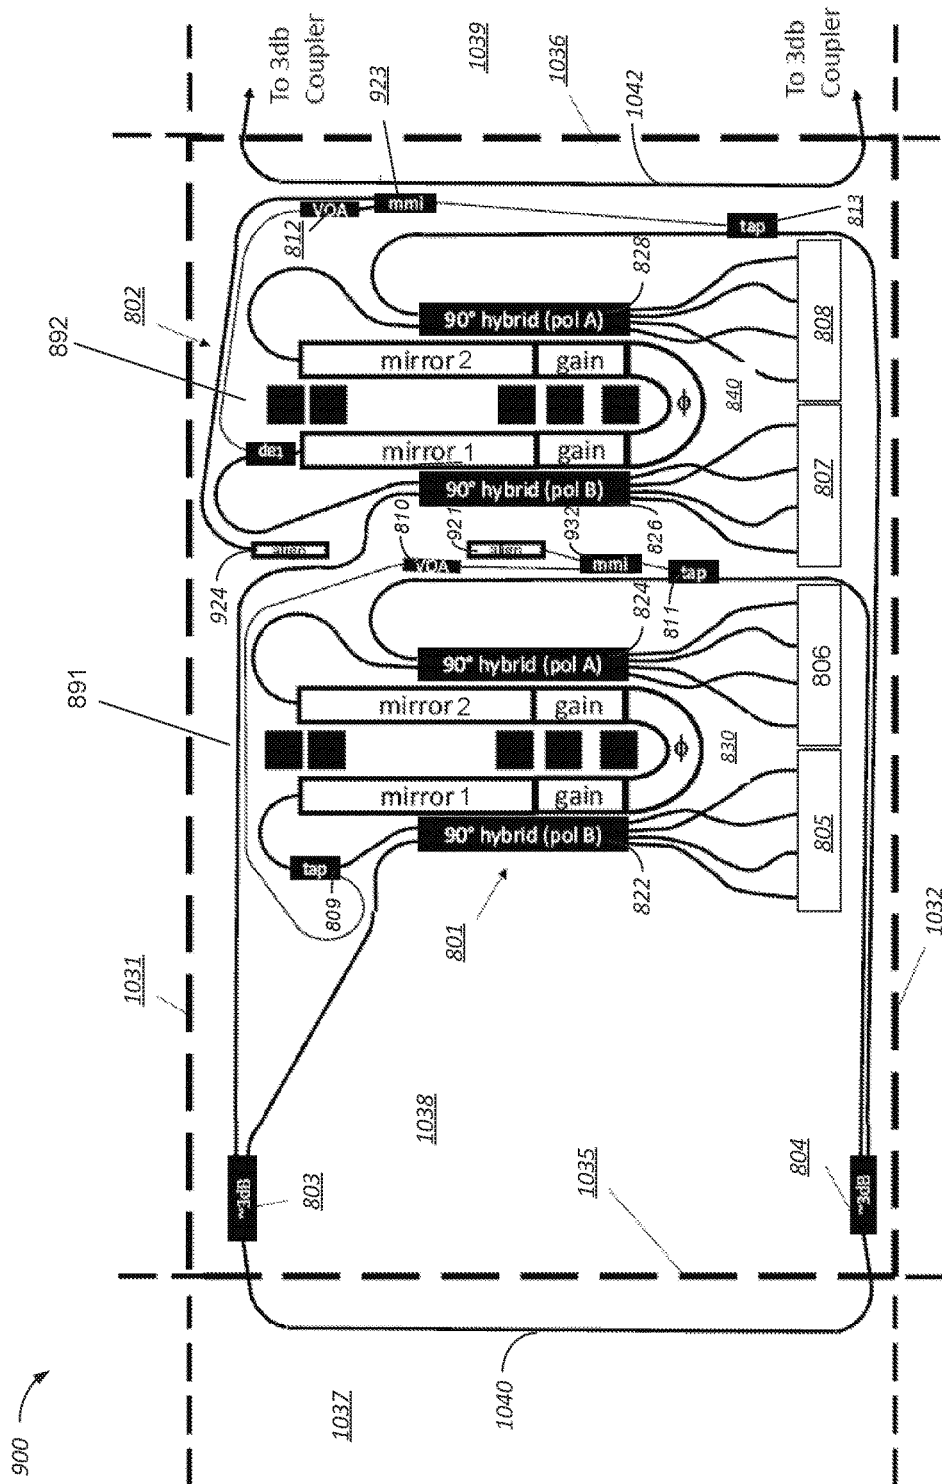 900
1037
1040
1035
1038
1031
1032
~3dB
803
~3dB
804
891
801
tap
809
90° hybrid (pol B)
822
mirror 1
gain
Φ
830
mirror 2
gain
90° hybrid (pol A)
824
805
806
VOA
810
921
mmi
932
tap
811
924
892
802
90° hybrid (pol B)
826
mirror 1
gain
Φ
840
mirror 2
gain
90° hybrid (pol A)
828
807
808
VOA
812
mmi
923
tap
813
1042
1036
1039
To 3db
Coupler
To 3db
Coupler